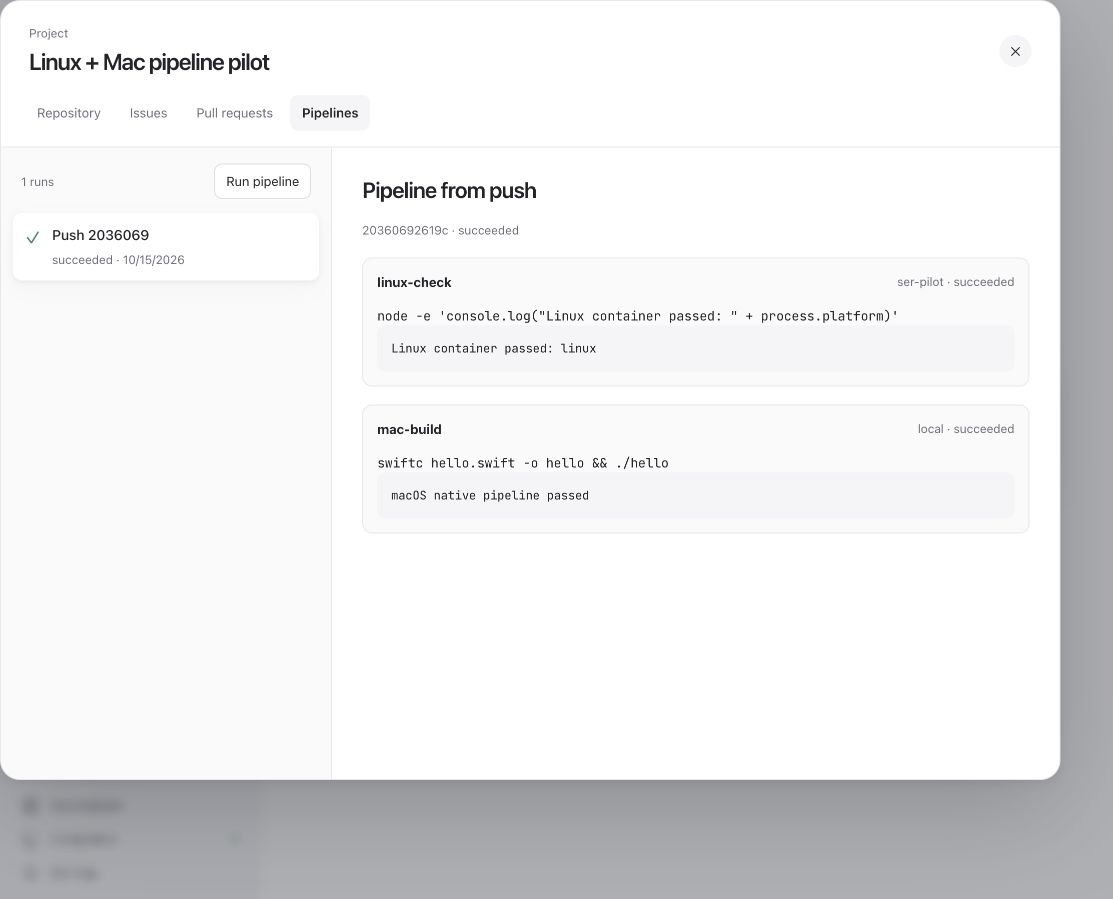 Project
Linux + Mac pipeline pilot
Repository Issues Pull requests Pipelines
1 runs Run pipeline
Push 2036069
succeeded · 10/15/2026
Pipeline from push
20360692619c · succeeded
linux-check ser-pilot · succeeded
node -e 'console.log("Linux container passed: " + process.platform)'
Linux container passed: linux
mac-build local · succeeded
swiftc hello.swift -o hello && ./hello
macOS native pipeline passed